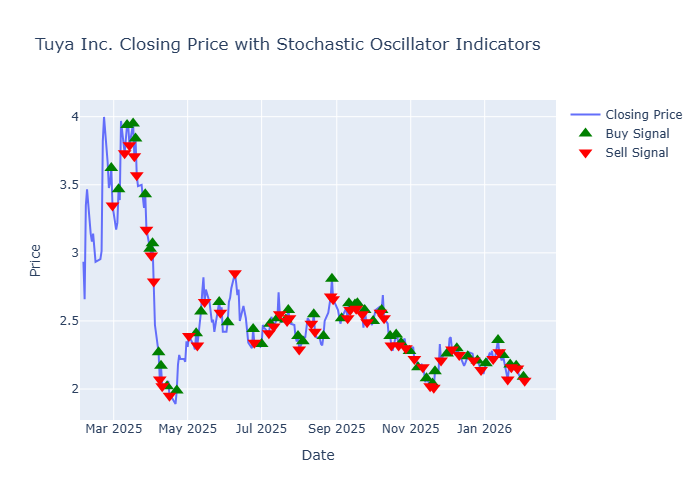 Tuya Inc. Closing Price with Stochastic Oscillator Indicators
Closing Price
Buy Signal
Sell Signal
4
3.5
3
2.5
2
Price
Mar 2025
May 2025
Jul 2025
Sep 2025
Nov 2025
Jan 2026
Date